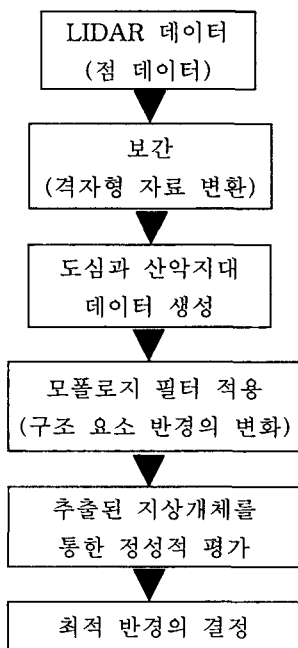 LIDAR 데이터
(점 데이터)
보간
(격자형 자료 변환)
도심과 산악지대
데이터 생성
모폴로지 필터 적용
(구조 요소 반경의 변화)
추출된 지상개체를
통한 정성적 평가
최적 반경의 결정